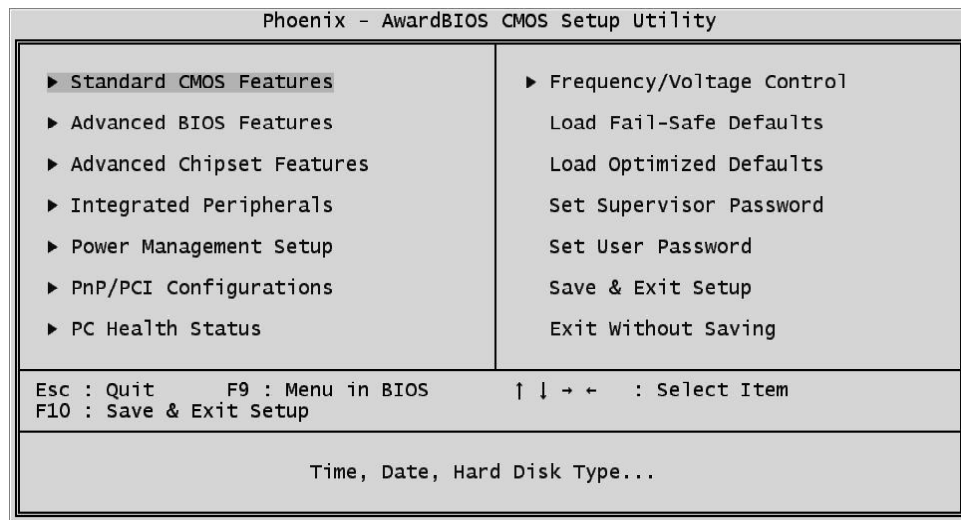 Phoenix - AwardBIOS CMOS Setup Utility
▶ Standard CMOS Features
▶ Advanced BIOS Features
▶ Advanced Chipset Features
▶ Integrated Peripherals
▶ Power Management Setup
▶ PnP/PCI Configurations
▶ PC Health Status
▶ Frequency/Voltage Control
Load Fail-Safe Defaults
Load Optimized Defaults
Set Supervisor Password
Set User Password
Save & Exit Setup
Exit Without Saving
Esc : Quit F9 : Menu in BIOS ↑ ↓ → ← : Select Item
F10 : Save & Exit Setup
Time, Date, Hard Disk Type...